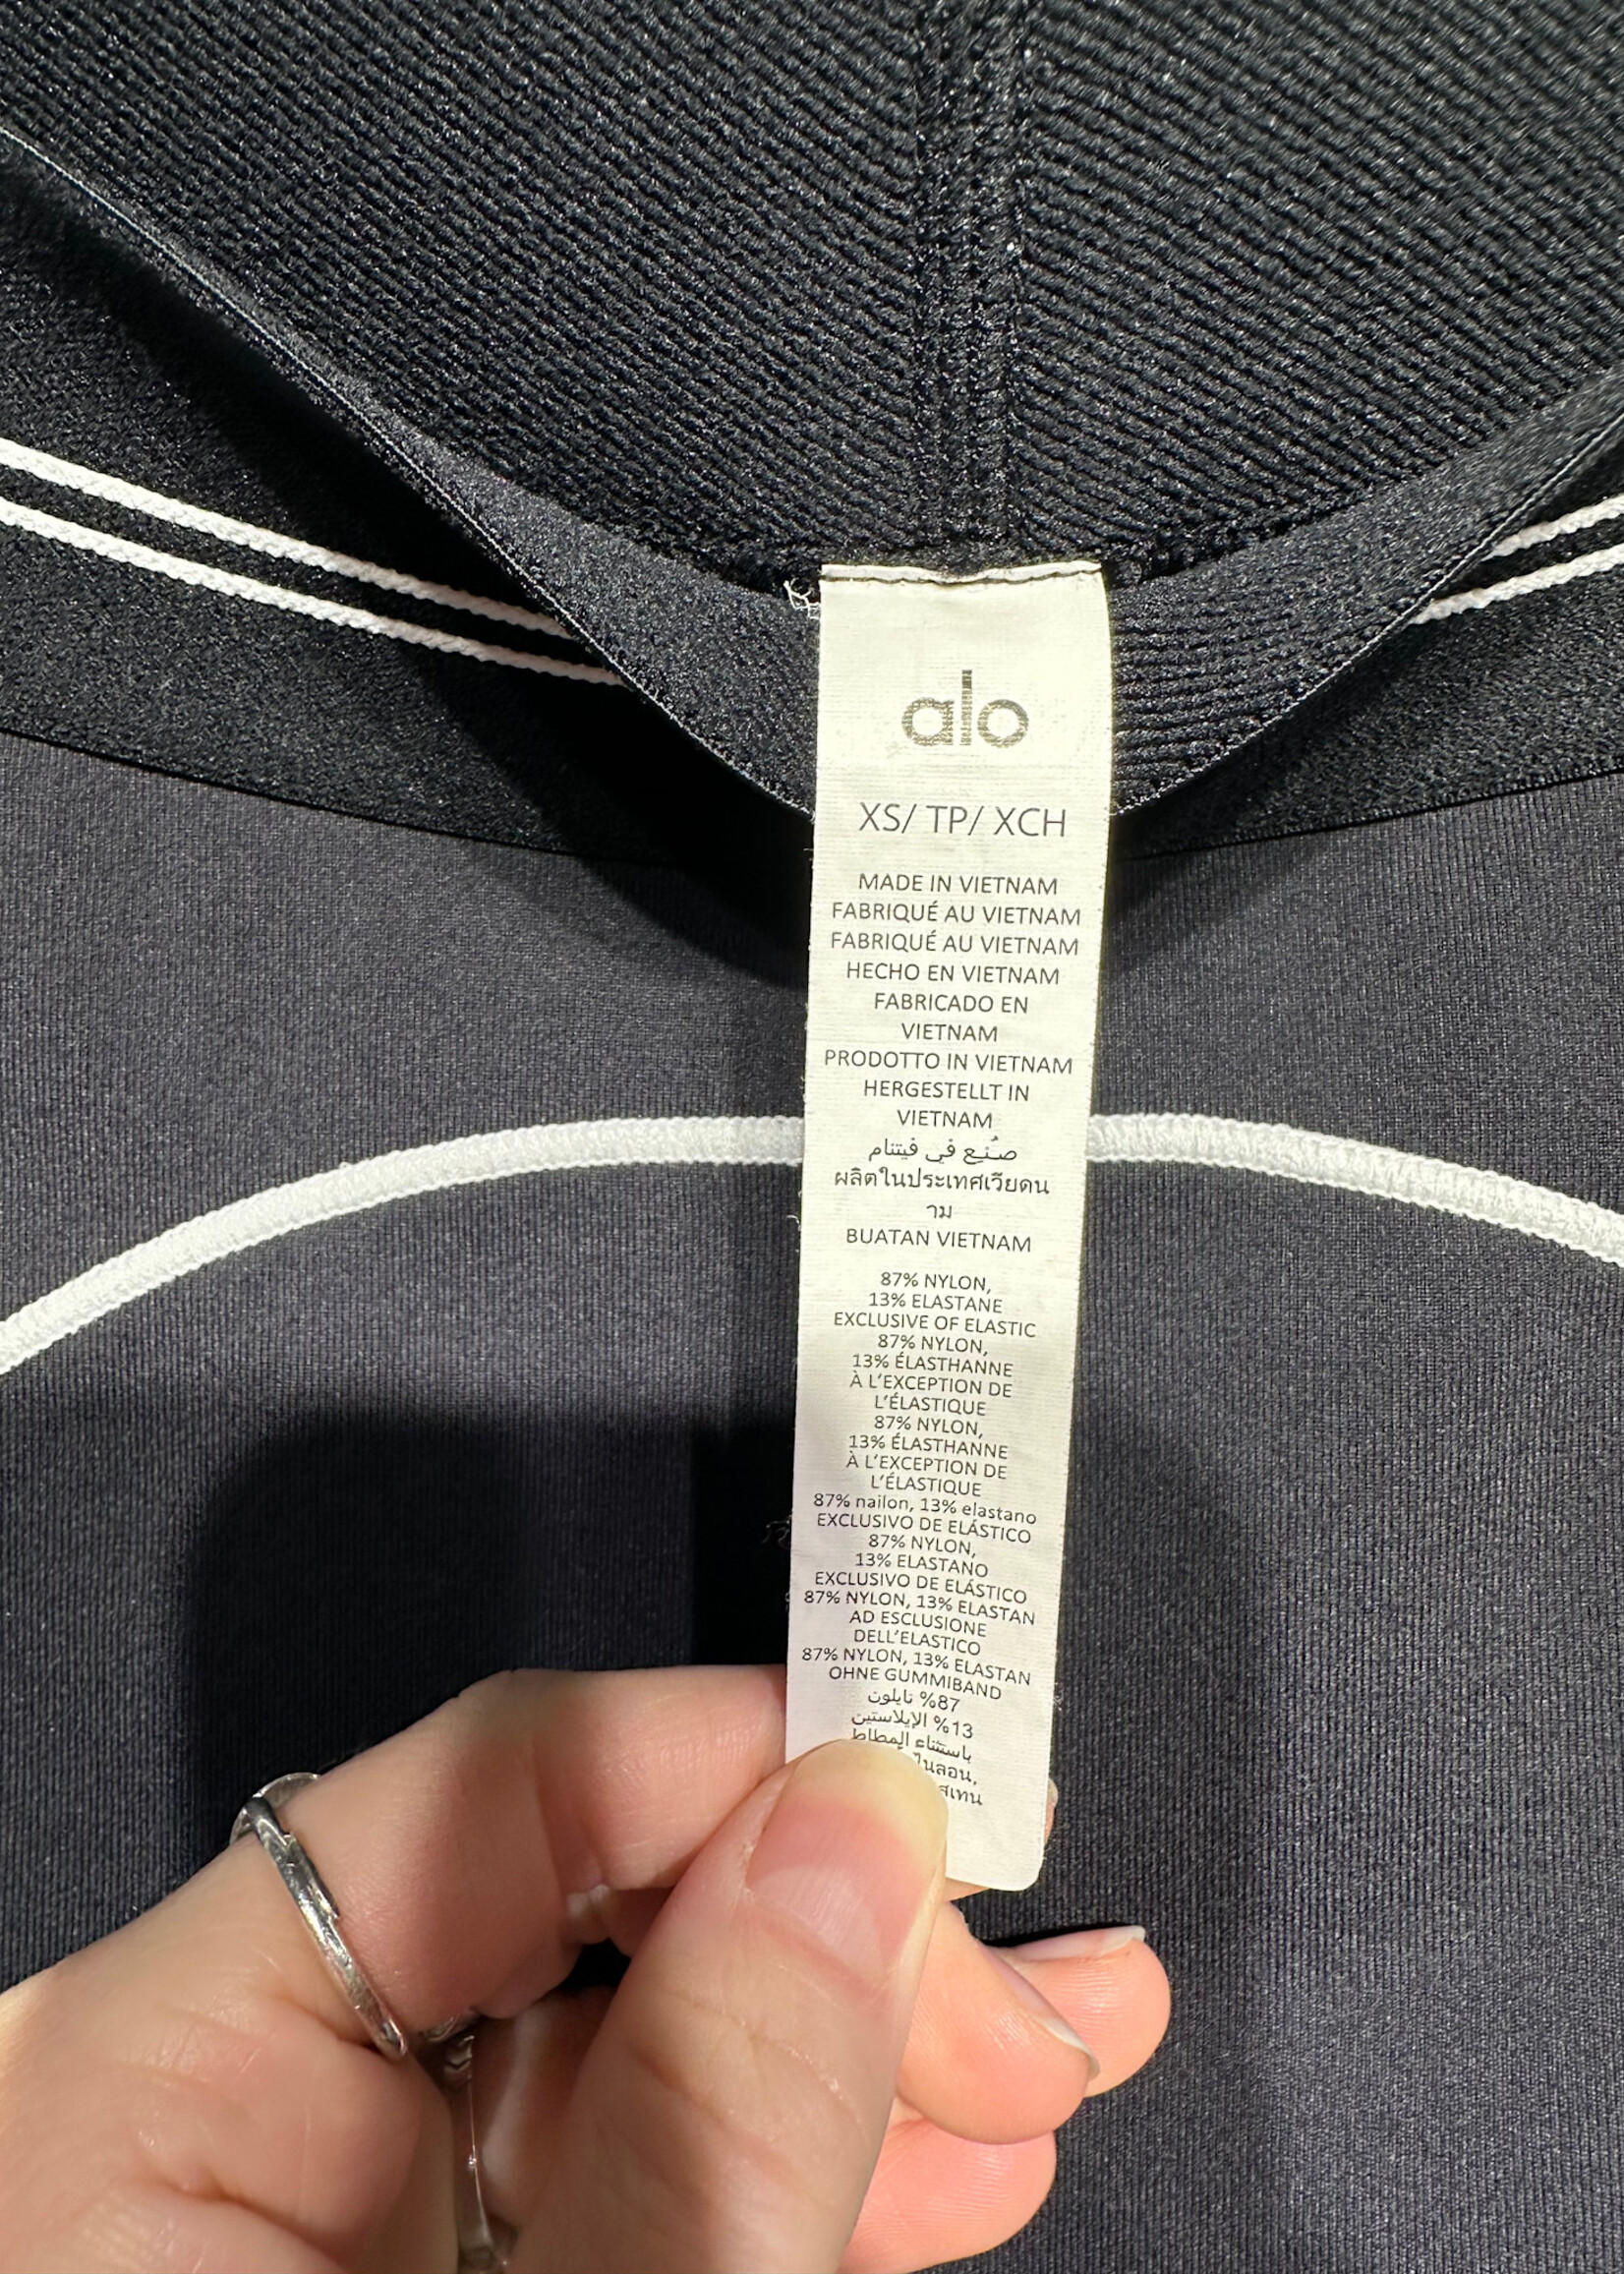 alo
XS/ TP/ XCH
MADE IN VIETNAM
FABRIQUÉ AU VIETNAM
FABRIQUÉ AU VIETNAM
HECHO EN VIETNAM
FABRICADO EN
VIETNAM
PRODOTTO IN VIETNAM
HERGESTELLT IN
VIETNAM
صُنِع في فيتنام
ผลิตในประเทศเวียดน
าม
BUATAN VIETNAM
87% NYLON,
13% ELASTANE
EXCLUSIVE OF ELASTIC
87% NYLON,
13% ÉLASTHANNE
À L'EXCEPTION DE
L'ÉLASTIQUE
87% NYLON,
13% ÉLASTHANNE
À L'EXCEPTION DE
L'ÉLASTIQUE
87% nailon, 13% elastano
EXCLUSIVO DE ELÁSTICO
87% NYLON,
13% ELASTANO
EXCLUSIVO DE ELÁSTICO
87% NYLON, 13% ELASTAN
AD ESCLUSIONE
DELL'ELASTICO
87% NYLON, 13% ELASTAN
OHNE GUMMIBAND
87% نايلون
13% الإيلاستين
باستثناء المطاط